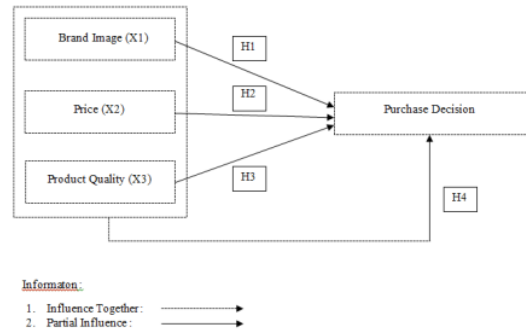 Brand Image (X1)
H1
H2
Price (X2)
Purchase Decision
Product Quality (X3)
H3
H4
Informaton:
1. Influence Together:
2. Partial Influence: